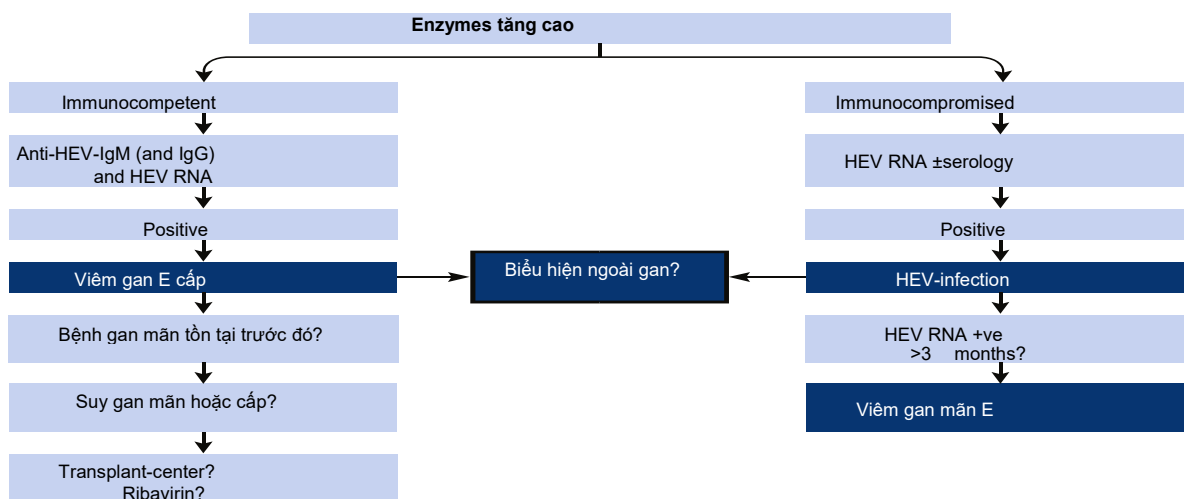 Enzymes tăng cao
Immunocompetent
Anti-HEV-IgM (and IgG)
and HEV RNA
Positive
Viêm gan E cấp
Bệnh gan mãn tồn tại trước đó?
Suy gan mãn hoặc cấp?
Transplant-center?
Ribavirin?
Biểu hiện ngoài gan?
Immunocompromised
HEV RNA ±serology
Positive
HEV-infection
HEV RNA +ve
>3 months?
Viêm gan mãn E